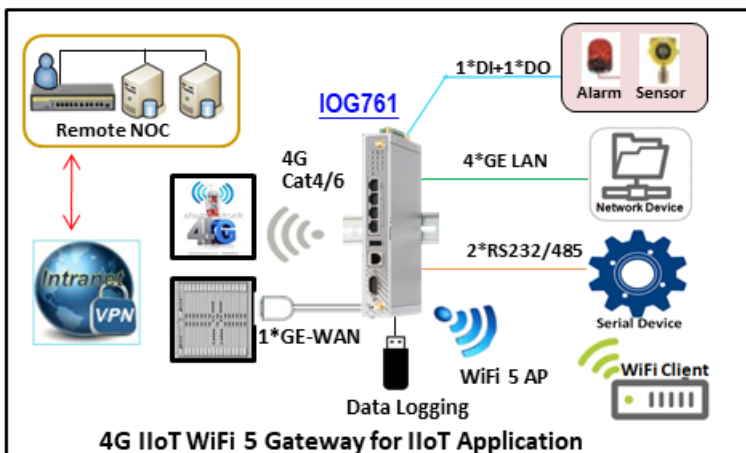 Remote NOC
IOG761
1*DI+1*DO
Alarm
Sensor
4G
Cat4/6
4*GE LAN
Network Device
4G
Intranet
VPN
2*RS232/485
Serial Device
1*GE-WAN
WiFi 5 AP
WiFi Client
Data Logging
4G IIoT WiFi 5 Gateway for IIoT Application